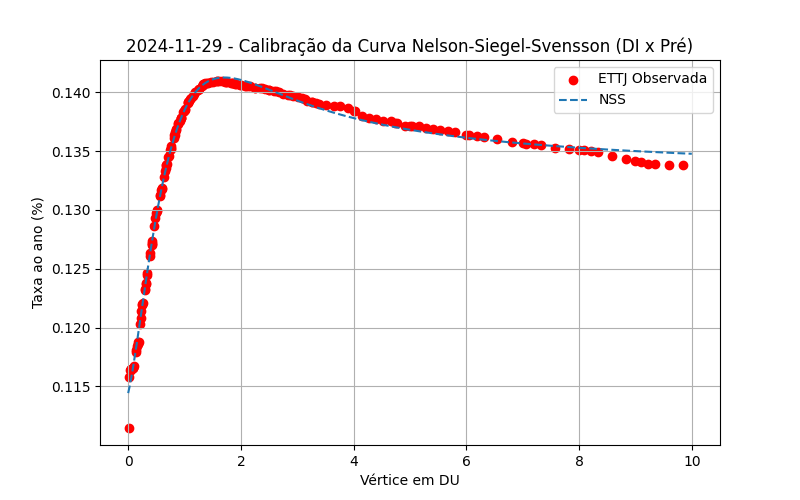 2024-11-29 - Calibração da Curva Nelson-Siegel-Svensson (DI x Pré)
ETTJ Observada
NSS
0.140
0.135
0.130
0.125
0.120
0.115
Taxa ao ano (%)
0 2 4 6 8 10
Vértice em DU